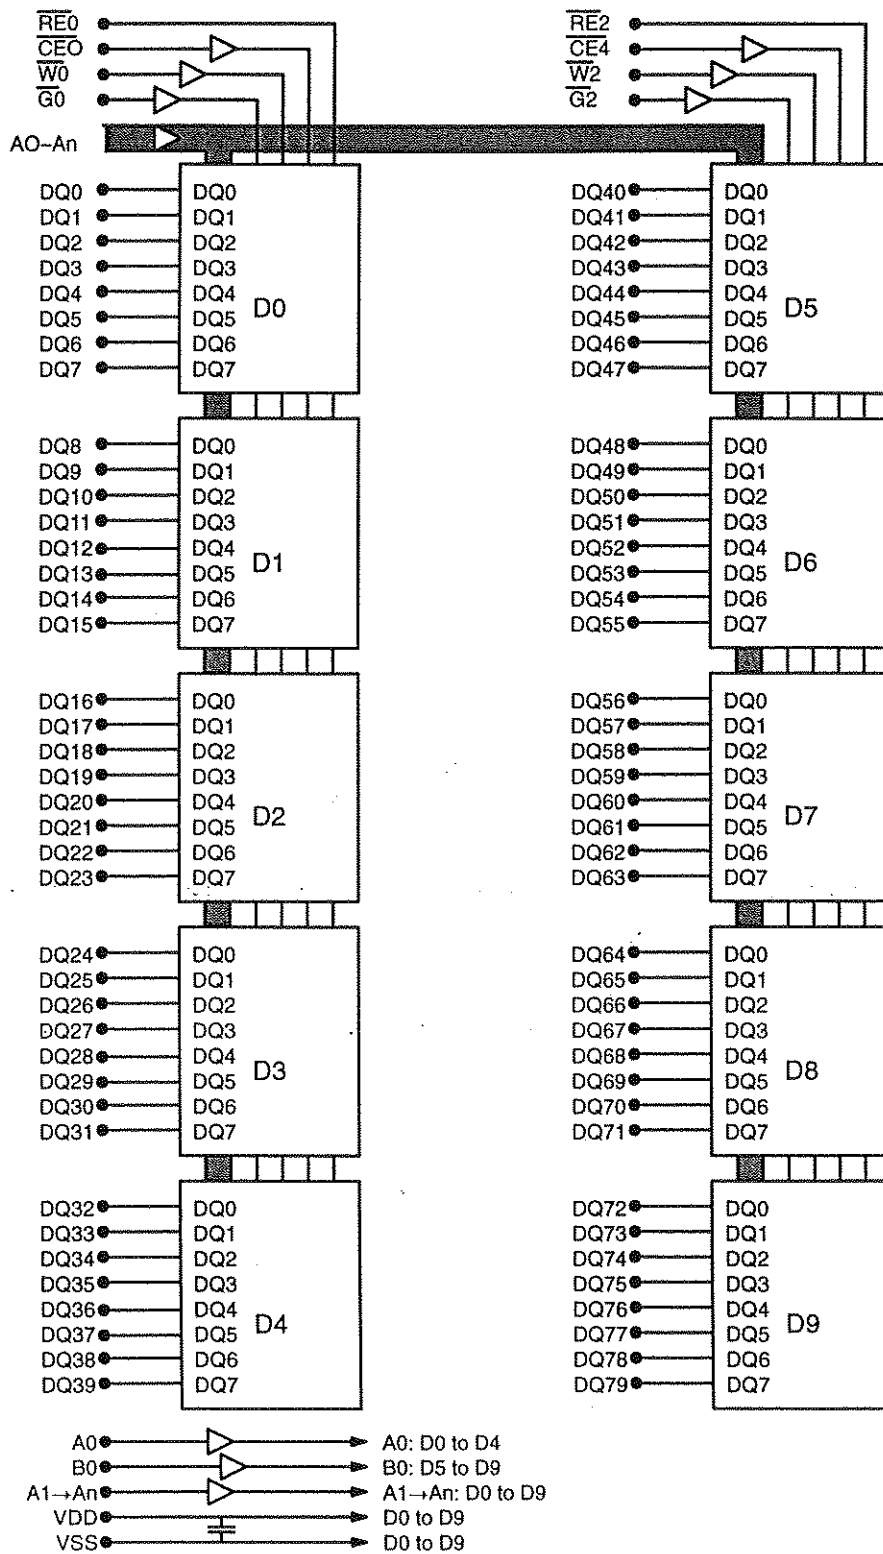 RE0
CEO
W0
G0
AO–An
RE2
CE4
W2
G2
DQ0 DQ0
DQ1 DQ1
DQ2 DQ2
DQ3 DQ3
DQ4 DQ4
DQ5 DQ5
DQ6 DQ6
DQ7 DQ7
D0
DQ40 DQ0
DQ41 DQ1
DQ42 DQ2
DQ43 DQ3
DQ44 DQ4
DQ45 DQ5
DQ46 DQ6
DQ47 DQ7
D5
DQ8 DQ0
DQ9 DQ1
DQ10 DQ2
DQ11 DQ3
DQ12 DQ4
DQ13 DQ5
DQ14 DQ6
DQ15 DQ7
D1
DQ48 DQ0
DQ49 DQ1
DQ50 DQ2
DQ51 DQ3
DQ52 DQ4
DQ53 DQ5
DQ54 DQ6
DQ55 DQ7
D6
DQ16 DQ0
DQ17 DQ1
DQ18 DQ2
DQ19 DQ3
DQ20 DQ4
DQ21 DQ5
DQ22 DQ6
DQ23 DQ7
D2
DQ56 DQ0
DQ57 DQ1
DQ58 DQ2
DQ59 DQ3
DQ60 DQ4
DQ61 DQ5
DQ62 DQ6
DQ63 DQ7
D7
DQ24 DQ0
DQ25 DQ1
DQ26 DQ2
DQ27 DQ3
DQ28 DQ4
DQ29 DQ5
DQ30 DQ6
DQ31 DQ7
D3
DQ64 DQ0
DQ65 DQ1
DQ66 DQ2
DQ67 DQ3
DQ68 DQ4
DQ69 DQ5
DQ70 DQ6
DQ71 DQ7
D8
DQ32 DQ0
DQ33 DQ1
DQ34 DQ2
DQ35 DQ3
DQ36 DQ4
DQ37 DQ5
DQ38 DQ6
DQ39 DQ7
D4
DQ72 DQ0
DQ73 DQ1
DQ74 DQ2
DQ75 DQ3
DQ76 DQ4
DQ77 DQ5
DQ78 DQ6
DQ79 DQ7
D9
A0 A0: D0 to D4
B0 B0: D5 to D9
A1→An A1→An: D0 to D9
VDD D0 to D9
VSS D0 to D9